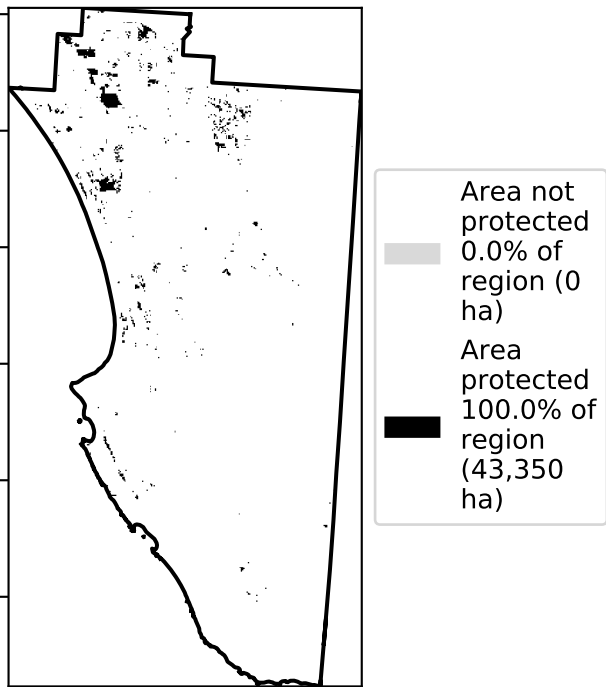 Area not
protected
0.0% of
region (0
ha)
Area
protected
100.0% of
region
(43,350
ha)